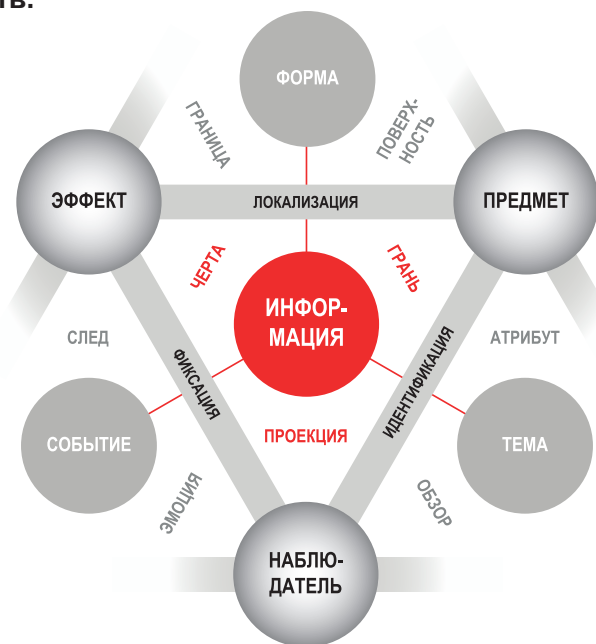 ть.
ФОРМА
ГРАНИЦА
ПОВЕРХ-
НОСТЬ
ЭФФЕКТ
ЛОКАЛИЗАЦИЯ
ПРЕДМЕТ
ЧЕРТА
ГРАНЬ
ИНФОР-
МАЦИЯ
СЛЕД
АТРИБУТ
ФИКСАЦИЯ
ИДЕНТИФИКАЦИЯ
СОБЫТИЕ
ПРОЕКЦИЯ
ТЕМА
ЭМОЦИЯ
ОБЗОР
НАБЛЮ-
ДАТЕЛЬ